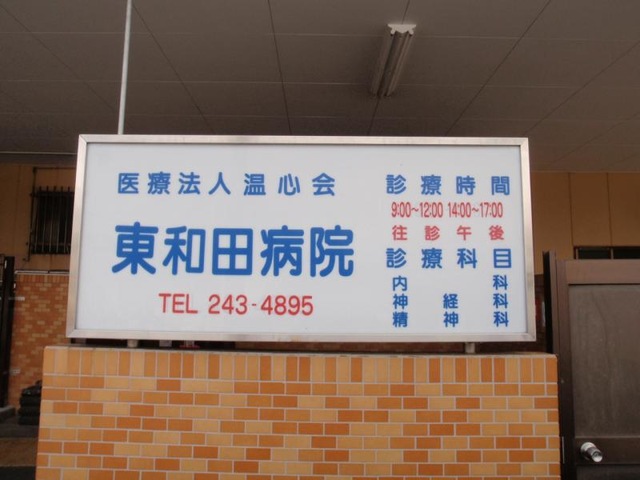 医療法人温心会
東和田病院
TEL 243-4895
診療時間
9:00~12:00 14:00~17:00
往診午後
診療科目
内科
神経科
精神科